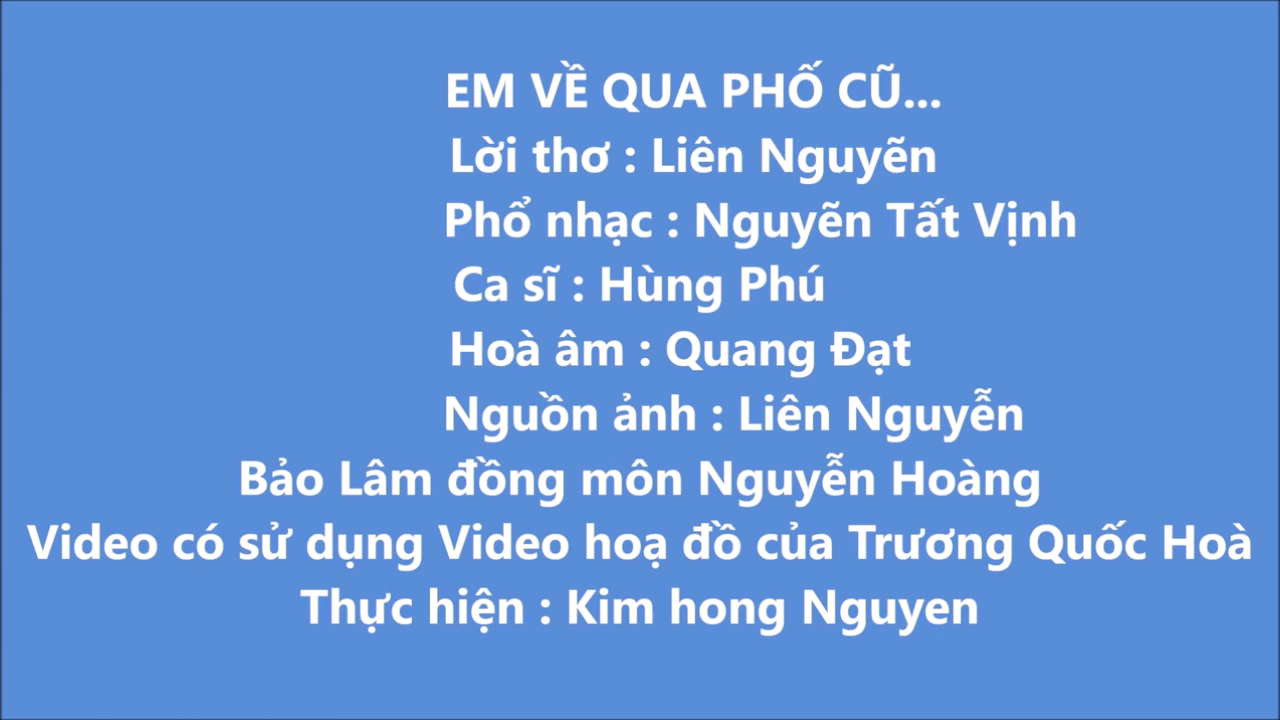 EM VỀ QUA PHỐ CŨ...
Lời thơ : Liên Nguyẽn
Phổ nhạc : Nguyẽn Tất Vịnh
Ca sĩ : Hùng Phú
Hoà âm : Quang Đạt
Nguồn ảnh : Liên Nguyễn
Bảo Lâm đồng môn Nguyễn Hoàng
Video có sử dụng Video hoạ đồ của Trương Quốc Hoà
Thực hiện : Kim hong Nguyen